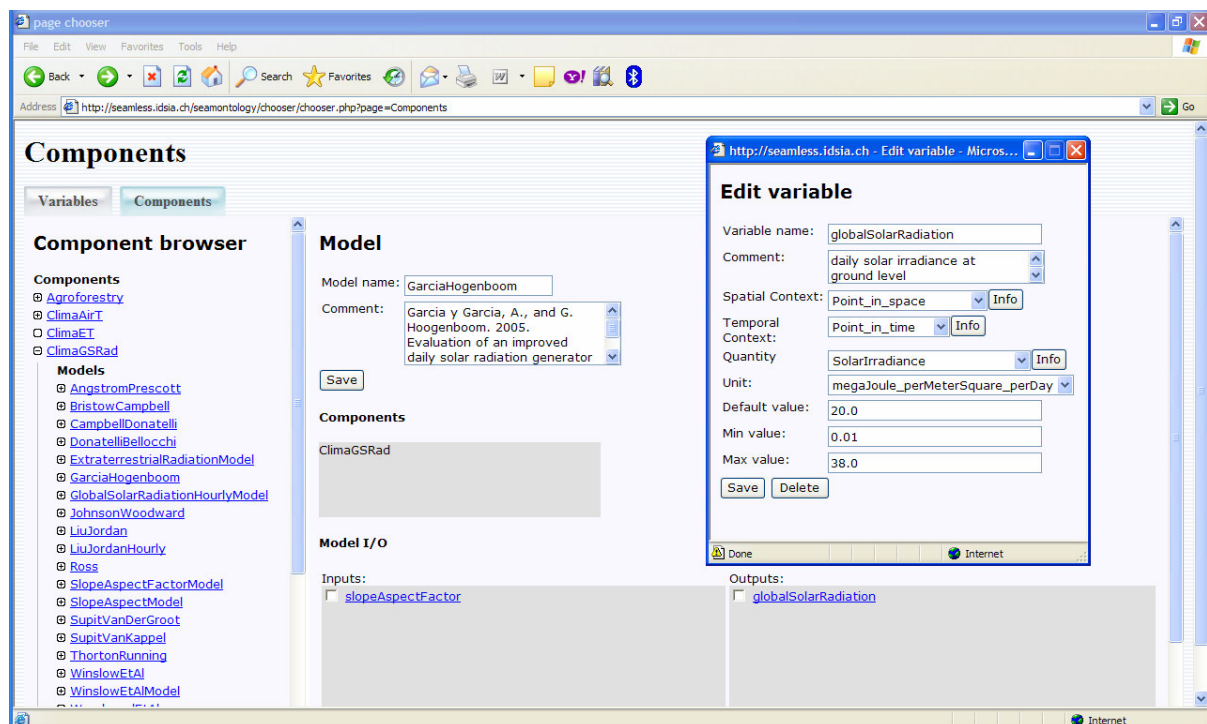 page chooser
File Edit View Favorites Tools Help
Back Search Favorites
Address http://seamless.idsia.ch/seamontology/chooser/chooser.php?page=Components Go
Components
Variables Components
Component browser
Components
Agroforestry
ClimaAirT
ClimaET
ClimaGSRad
Models
AngstromPrescott
BristowCampbell
CampbellDonatelli
DonatelliBellocchi
ExtraterrestrialRadiationModel
GarciaHogenboom
GlobalSolarRadiationHourlyModel
JohnsonWoodward
LiuJordan
LiuJordanHourly
Ross
SlopeAspectFactorModel
SlopeAspectModel
SupitVanDerGroot
SupitVanKappel
ThortonRunning
WinslowEtAl
WinslowEtAlModel
Model
Model name: GarciaHogenboom
Comment: Garcia y Garcia, A., and G.
Hoogenboom. 2005.
Evaluation of an improved
daily solar radiation generator
Save
Components
ClimaGSRad
Model I/O
Inputs:
slopeAspectFactor
Outputs:
globalSolarRadiation
http://seamless.idsia.ch - Edit variable - Micros...
Edit variable
Variable name: globalSolarRadiation
Comment: daily solar irradiance at
ground level
Spatial Context: Point_in_space Info
Temporal
Context: Point_in_time Info
Quantity SolarIrradiance Info
Unit: megaJoule_perMeterSquare_perDay
Default value: 20.0
Min value: 0.01
Max value: 38.0
Save Delete
Done Internet
Internet